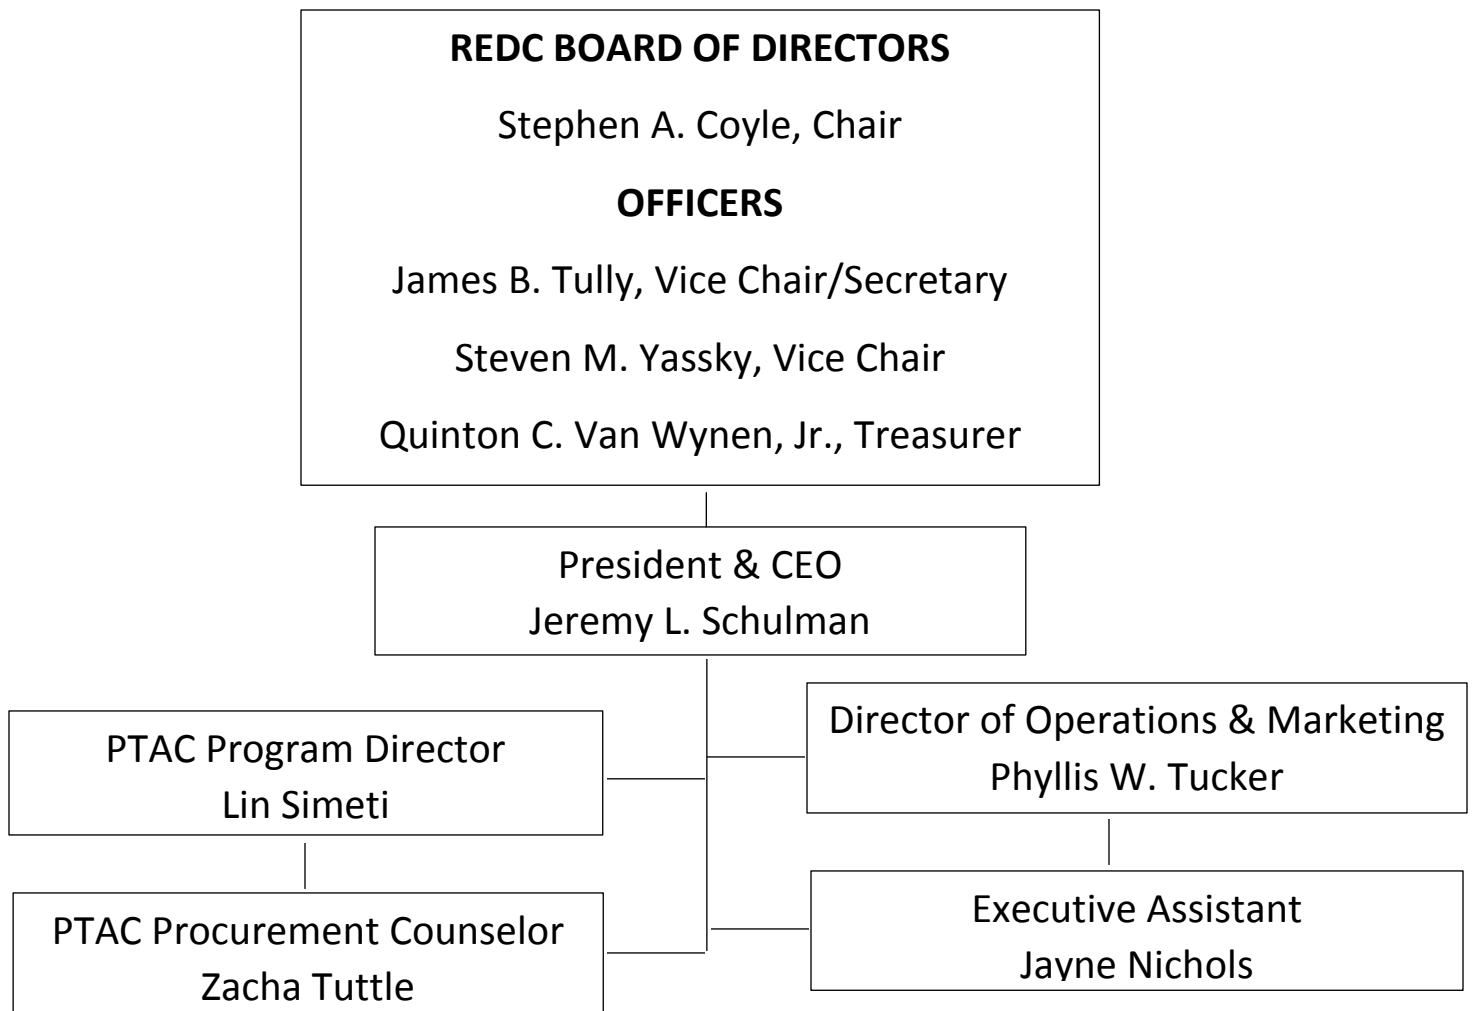 REDC BOARD OF DIRECTORS
Stephen A. Coyle, Chair
OFFICERS
James B. Tully, Vice Chair/Secretary
Steven M. Yassky, Vice Chair
Quinton C. Van Wynen, Jr., Treasurer
President & CEO
Jeremy L. Schulman
PTAC Program Director
Lin Simeti
Director of Operations & Marketing
Phyllis W. Tucker
PTAC Procurement Counselor
Zacha Tuttle
Executive Assistant
Jayne Nichols